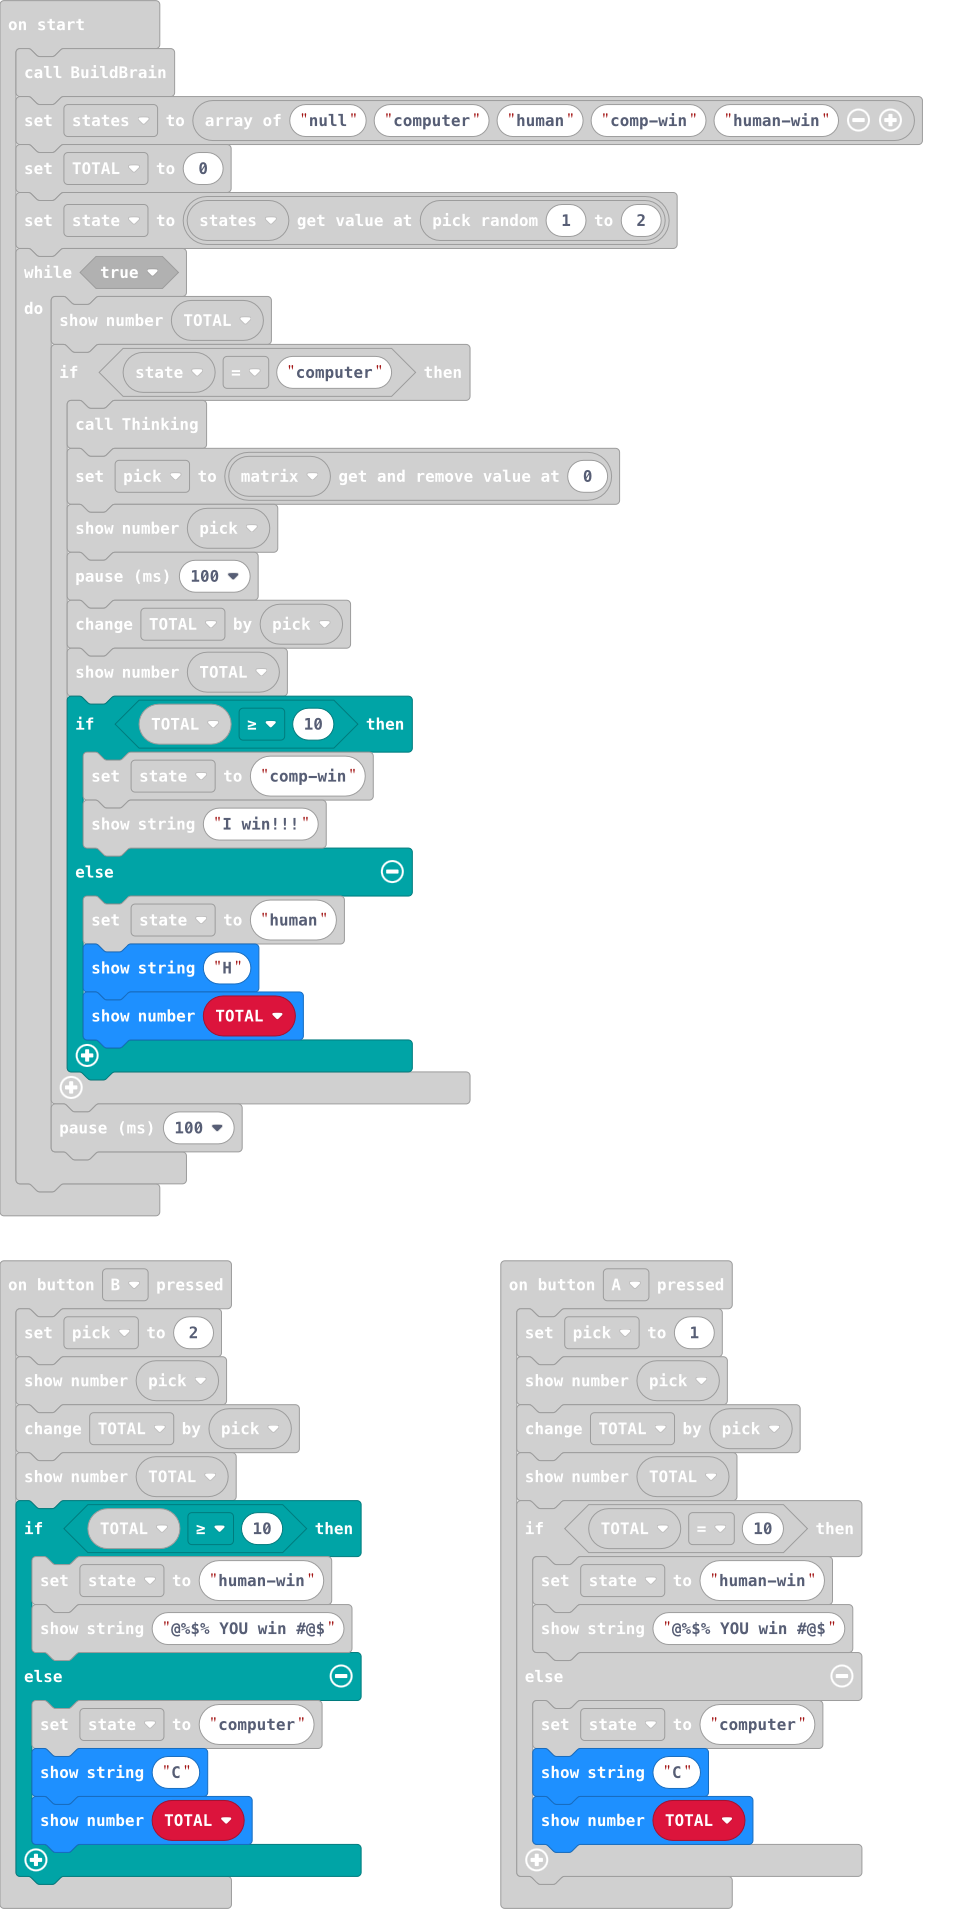 on start
call BuildBrain
set states to array of "null" "computer" "human" "comp-win" "human-win"
set TOTAL to 0
set state to states get value at pick random 1 to 2
while true
do
show number TOTAL
if state = "computer" then
call Thinking
set pick to matrix get and remove value at 0
show number pick
pause (ms) 100
change TOTAL by pick
show number TOTAL
if TOTAL ≥ 10 then
set state to "comp-win"
show string "I win!!!"
else
set state to "human"
show string "H"
show number TOTAL
pause (ms) 100
on button B pressed
set pick to 2
show number pick
change TOTAL by pick
show number TOTAL
if TOTAL ≥ 10 then
set state to "human-win"
show string "@%$% YOU win #@$"
else
set state to "computer"
show string "C"
show number TOTAL
on button A pressed
set pick to 1
show number pick
change TOTAL by pick
show number TOTAL
if TOTAL = 10 then
set state to "human-win"
show string "@%$% YOU win #@$"
else
set state to "computer"
show string "C"
show number TOTAL